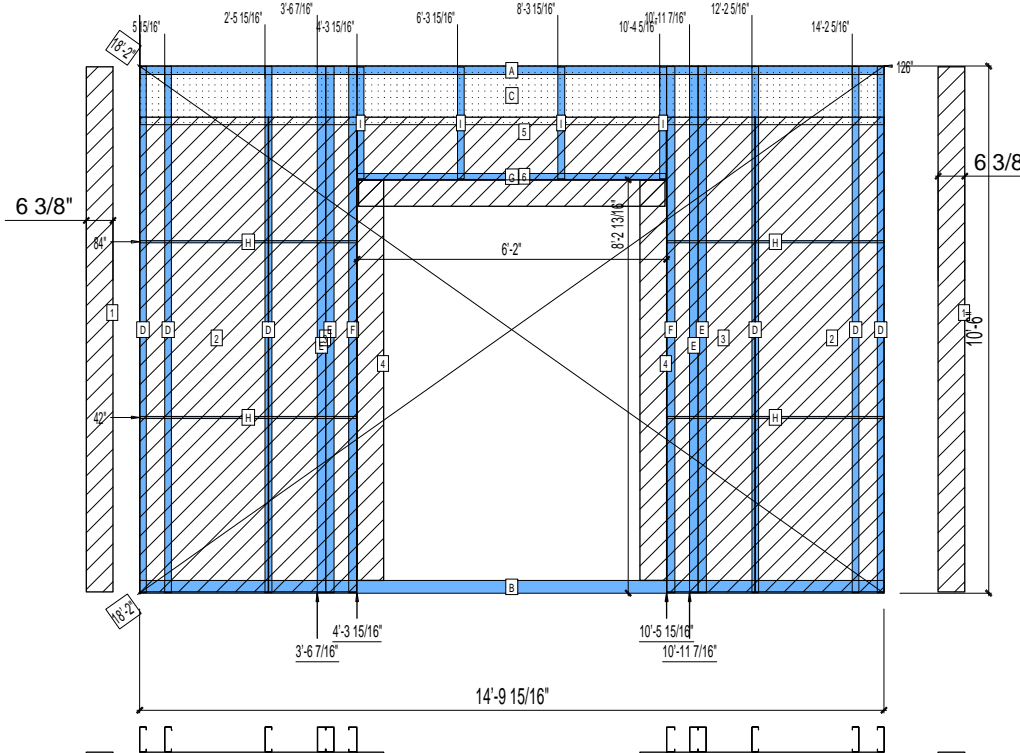 12'-2 5/16"
3'-6 7/16"
2'-5 15/16"
4'-3 15/16"
6'-3 15/16"
8'-3 15/16"
10'-11 7/16"
10'-4 5/16"
14'-2 5/16"
5 15/16"
18'-2"
A
126"
C
I
I
I
I
5
G
6
6 3/8"
6 3/8"
8'-2 13/16"
84"
H
6'-2"
H
1
1
D
D
2
D
E
E
F
4
F
E
E
3
D
2
D
D
4
10'-6"
42"
H
H
B
18'-2"
4'-3 15/16"
3'-6 7/16"
10'-5 15/16"
10'-11 7/16"
14'-9 15/16"